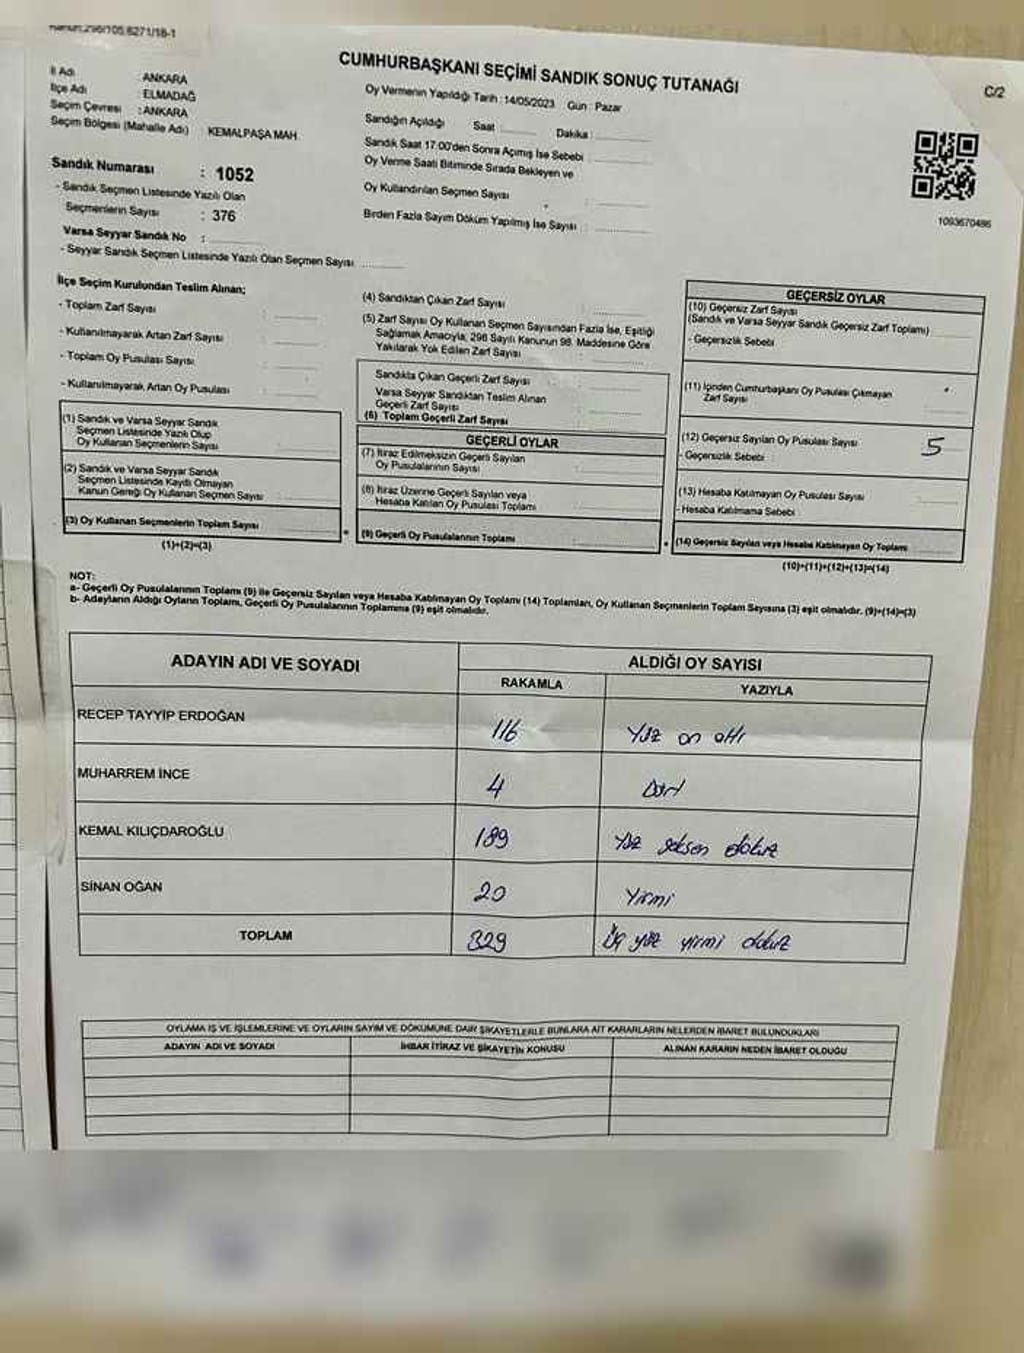 Kanun:296/105.6271/18-1
CUMHURBAŞKANI SEÇİMİ SANDIK SONUÇ TUTANAĞI
C/2
İl Adı : ANKARA
İlçe Adı : ELMADAĞ
Seçim Çevresi : ANKARA
Seçim Bölgesi (Mahalle Adı) KEMALPAŞA MAH.
Sandık Numarası : 1052
- Sandık Seçmen Listesinde Yazılı Olan
Seçmenlerin Sayısı : 376
Varsa Seyyar Sandık No :
- Seyyar Sandık Seçmen Listesinde Yazılı Olan Seçmen Sayısı
Oy Vermenin Yapıldığı Tarih : 14/05/2023 Gün : Pazar
Sandığın Açıldığı Saat Dakika :
Sandık Saat 17:00'den Sonra Açımış İse Sebebi
Oy Verme Saati Bitiminde Sırada Bekleyen ve
Oy Kullandırılan Seçmen Sayısı
Birden Fazla Sayım Döküm Yapılmış İse Sayısı
1093670486
İlçe Seçim Kurulundan Teslim Alınan;
- Toplam Zarf Sayısı
- Kullanılmayarak Artan Zarf Sayısı
- Toplam Oy Pusulası Sayısı
- Kullanılmayarak Artan Oy Pusulası
(1) Sandık ve Varsa Seyyar Sandık
Seçmen Listesinde Yazılı Olup
Oy Kullanan Seçmenlerin Sayısı
(2) Sandık ve Varsa Seyyar Sandık
Seçmen Listesinde Kayıtlı Olmayan
Kanun Gereği Oy Kullanan Seçmen Sayısı
(3) Oy Kullanan Seçmenlerin Toplam Sayısı
(1)+(2)=(3)
(4) Sandıktan Çıkan Zarf Sayısı
(5) Zarf Sayısı Oy Kullanan Seçmen Sayısından Fazla İse, Eşitliği
Sağlamak Amacıyla, 298 Sayılı Kanunun 98. Maddesine Göre
Yakılarak Yok Edilen Zarf Sayısı
Sandıkta Çıkan Geçerli Zarf Sayısı
Varsa Seyyar Sandıktan Teslim Alınan
Geçerli Zarf Sayısı
(6) Toplam Geçerli Zarf Sayısı
GEÇERLİ OYLAR
(7) İtiraz Edilmeksizin Geçerli Sayılan
Oy Pusulalarının Sayısı
(8) İtiraz Üzerine Geçerli Sayılan veya
Hesaba Katılan Oy Pusulası Toplamı
(9) Geçerli Oy Pusulalarının Toplamı
GEÇERSİZ OYLAR
(10) Geçersiz Zarf Sayısı
(Sandık ve Varsa Seyyar Sandık Geçersiz Zarf Toplamı)
- Geçersizlik Sebebi
(11) İçinden Cumhurbaşkanı Oy Pusulası Çıkmayan
Zarf Sayısı
(12) Geçersiz Sayılan Oy Pusulası Sayısı 5
- Geçersizlik Sebebi :
(13) Hesaba Katılmayan Oy Pusulası Sayısı
- Hesaba Katılmama Sebebi
(14) Geçersiz Sayılan veya Hesaba Katılmayan Oy Toplamı
(10)+(11)+(12)+(13)=(14)
NOT:
a- Geçerli Oy Pusulalarının Toplamı (9) ile Geçersiz Sayılan veya Hesaba Katılmayan Oy Toplamı (14) Toplamları, Oy Kullanan Seçmenlerin Toplam Sayısına (3) eşit olmalıdır. (9)+(14)=(3)
b- Adayların Aldığı Oyların Toplamı, Geçerli Oy Pusulalarının Toplamına (9) eşit olmalıdır.
ADAYIN ADI VE SOYADI ALDIĞI OY SAYISI
RAKAMLA YAZIYLA
RECEP TAYYİP ERDOĞAN 116 Yüz on altı
MUHARREM İNCE 4 Dört
KEMAL KILIÇDAROĞLU 189 Yüz seksen dokuz
SİNAN OĞAN 20 Yirmi
TOPLAM 329 Üç yüz yirmi dokuz
OYLAMA İŞ VE İŞLEMLERİNE VE OYLARIN SAYIM VE DÖKÜMÜNE DAİR ŞİKAYETLERLE BUNLARA AİT KARARLARIN NELERDEN İBARET BULUNDUKLARI
ADAYIN ADI VE SOYADI İHBAR İTİRAZ VE ŞİKAYETİN KONUSU ALINAN KARARIN NEDEN İBARET OLDUĞU